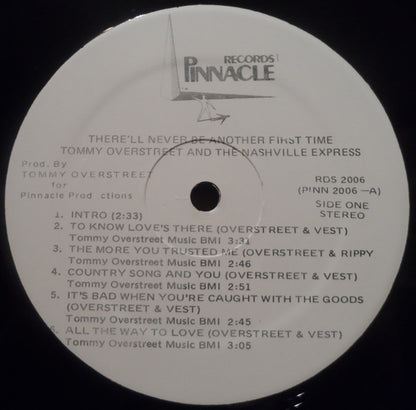 RECORDS
PINNACLE
THERE'LL NEVER BE ANOTHER FIRST TIME
TOMMY OVERSTREET AND THE NASHVILLE EXPRESS
Prod. By
TOMMY OVERSTREET
for
Pinnacle Prod ctions
RDS 2006
(PINN 2006 -A)
SIDE ONE
STEREO
1. INTRO (2:33)
2. TO KNOW LOVE'S THERE (OVERSTREET & VEST)
Tommy Overstreet Music BMI 3:31
3. THE MORE YOU TRUSTED ME (OVERSTREET & RIPPY
Tommy Overstreet Music BMI 2:46
4. COUNTRY SONG AND YOU (OVERSTREET & VEST)
Tommy Overstreet Music BMI 2:51
5. IT'S BAD WHEN YOU'RE CAUGHT WITH THE GOODS
(OVERSTREET & VEST)
Tommy Overstreet Music BMI 2:45
6. ALL THE WAY TO LOVE (OVERSTREET & VEST)
Tommy Overstreet Music BMI 3:05